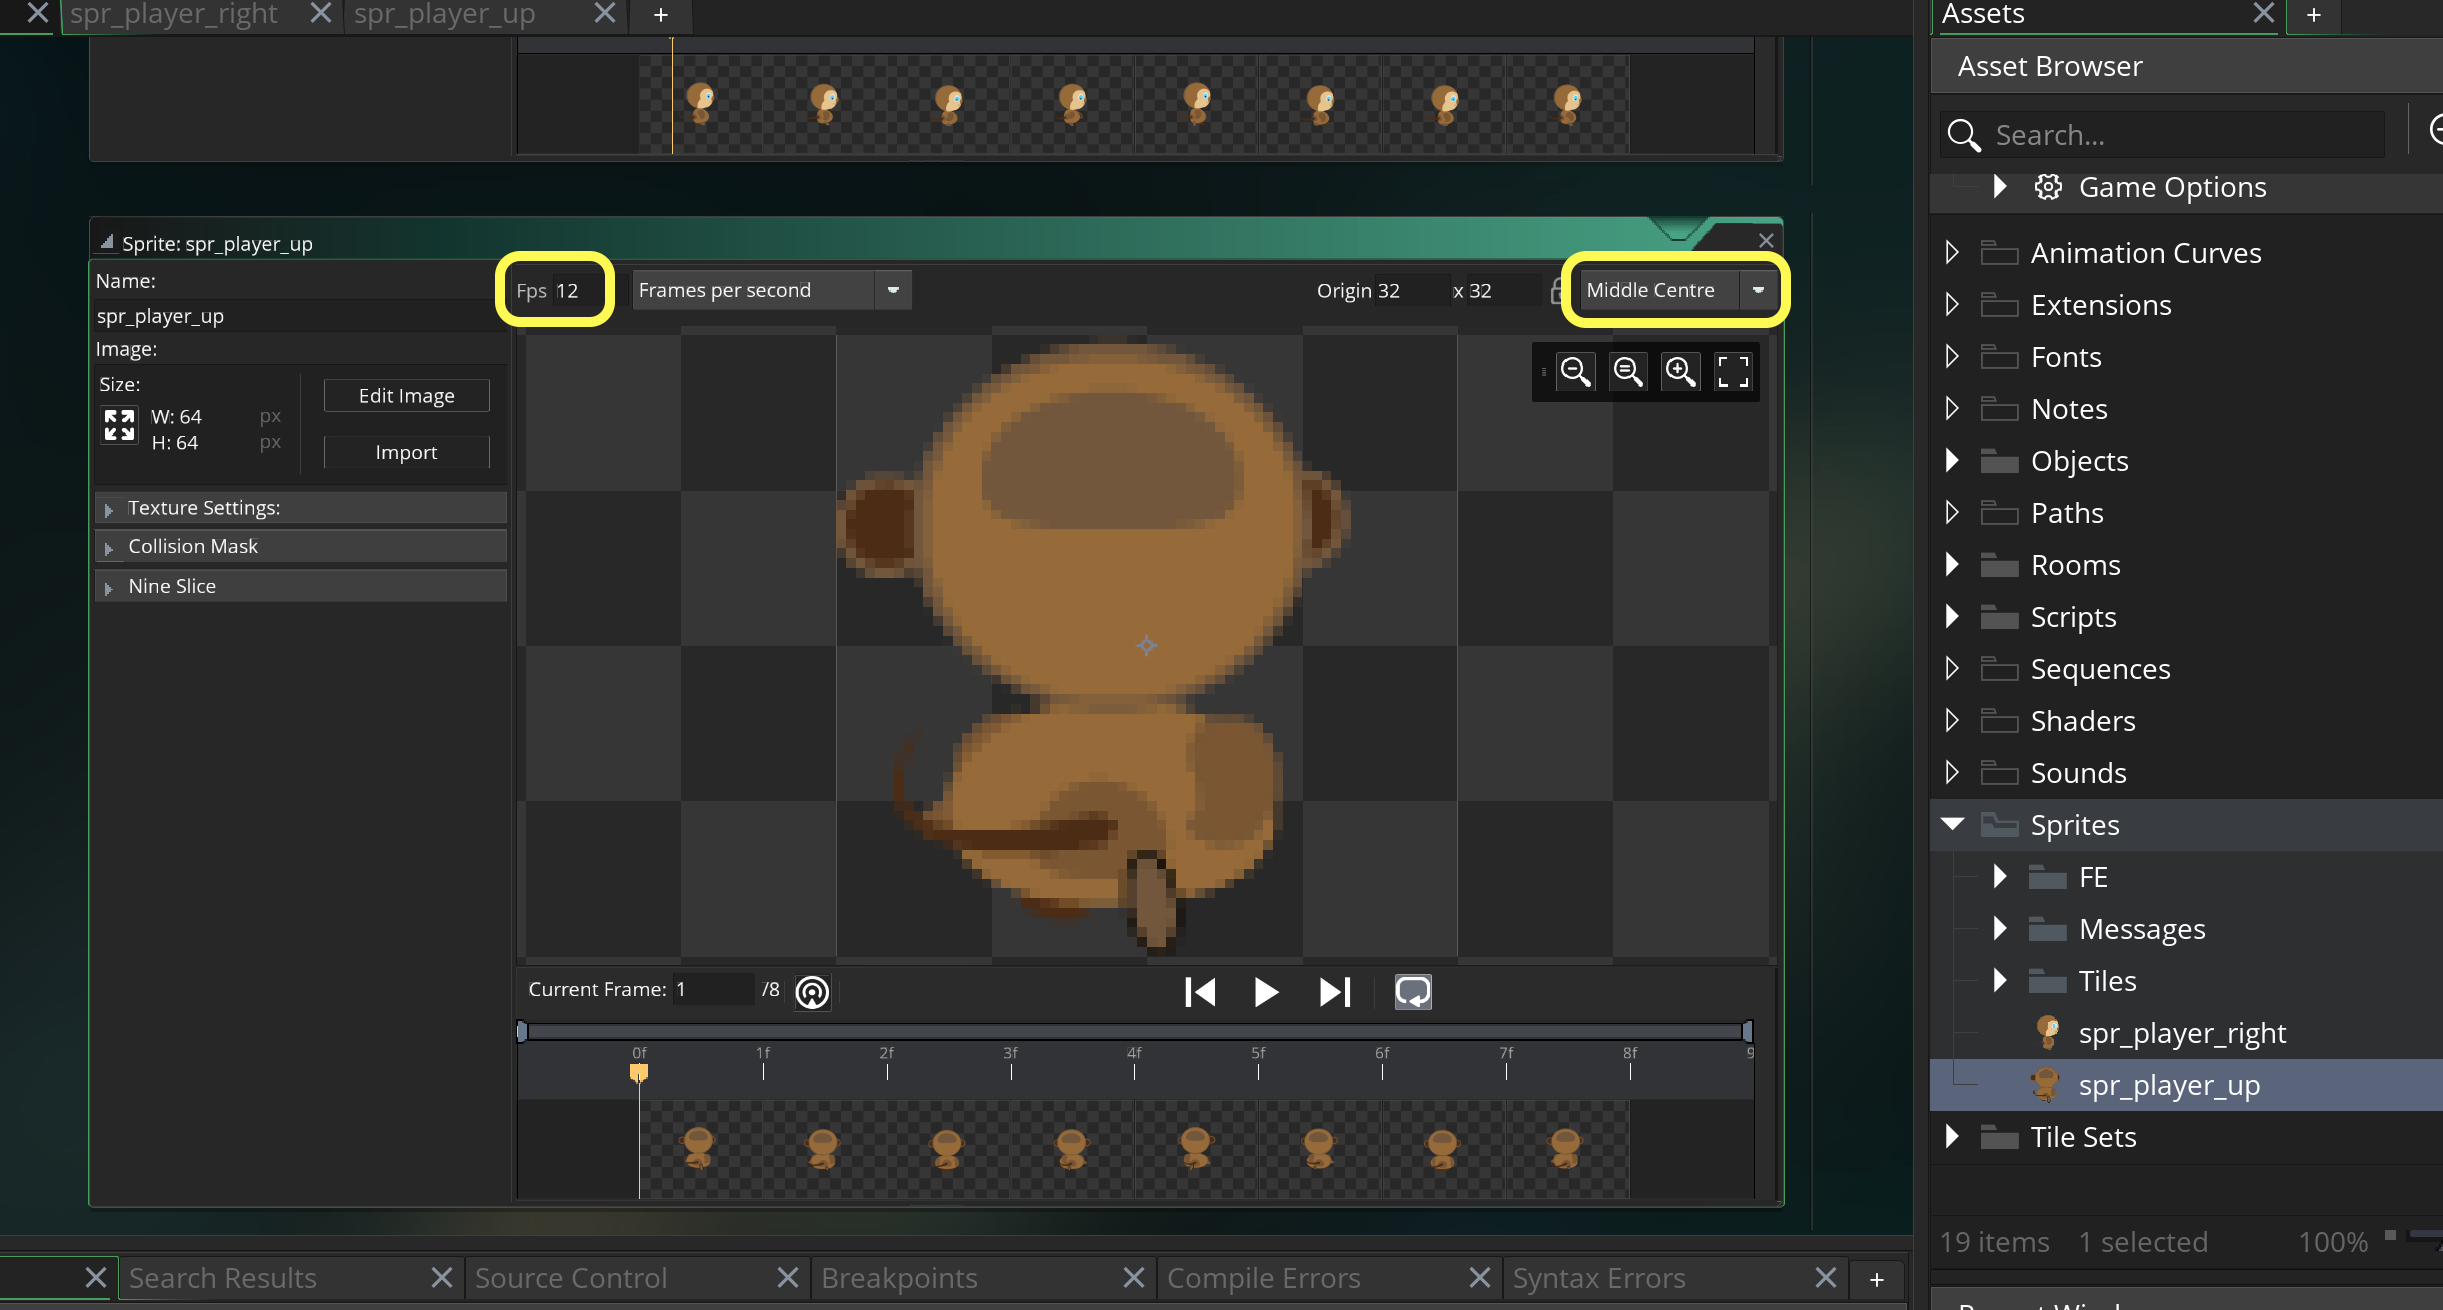 spr_player_right
spr_player_up
+
Assets
+
Asset Browser
Search...
Game Options
Sprite: spr_player_up
Name:
spr_player_up
Image:
Size:
W: 64 px
H: 64 px
Edit Image
Import
Texture Settings:
Collision Mask
Nine Slice
Fps 12
Frames per second
Origin 32 x 32
Middle Centre
Current Frame: 1 /8
0f 1f 2f 3f 4f 5f 6f 7f 8f 9
Animation Curves
Extensions
Fonts
Notes
Objects
Paths
Rooms
Scripts
Sequences
Shaders
Sounds
Sprites
FE
Messages
Tiles
spr_player_right
spr_player_up
Tile Sets
19 items 1 selected 100%
Search Results
Source Control
Breakpoints
Compile Errors
Syntax Errors
+